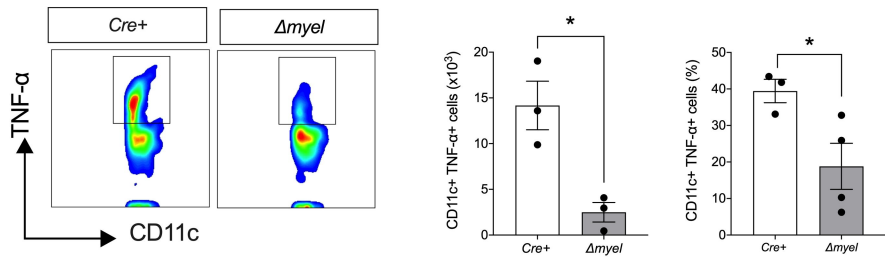 Cre+
Δmyel
TNF-α
CD11c
*
CD11c+ TNF-α+ cells (x10³)
20
15
10
5
0
Cre+
Δmyel
*
CD11c+ TNF-α+ cells (%)
50
40
30
20
10
0
Cre+
Δmyel